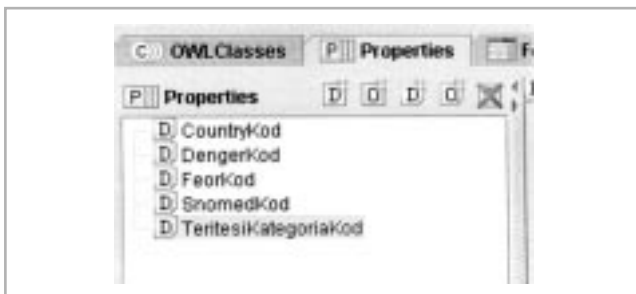 C OWLClasses P Properties F
P Properties D O D O
D CountryKod
D DengerKod
D FeorKod
D SnomedKod
D TeritesiKategoriaKod